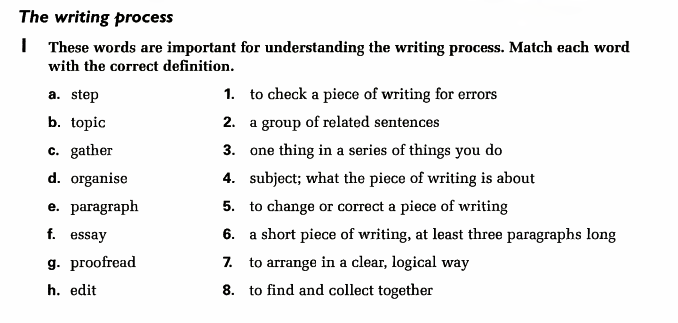 The writing process
I These words are important for understanding the writing process. Match each word
with the correct definition.
a. step 1. to check a piece of writing for errors
b. topic 2. a group of related sentences
c. gather 3. one thing in a series of things you do
d. organise 4. subject; what the piece of writing is about
e. paragraph 5. to change or correct a piece of writing
f. essay 6. a short piece of writing, at least three paragraphs long
g. proofread 7. to arrange in a clear, logical way
h. edit 8. to find and collect together